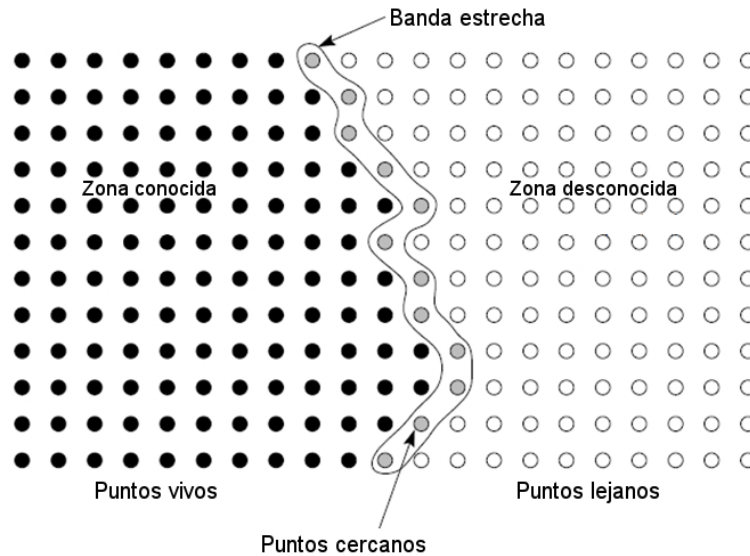 Banda estrecha
Zona conocida
Zona desconocida
Puntos vivos
Puntos lejanos
Puntos cercanos